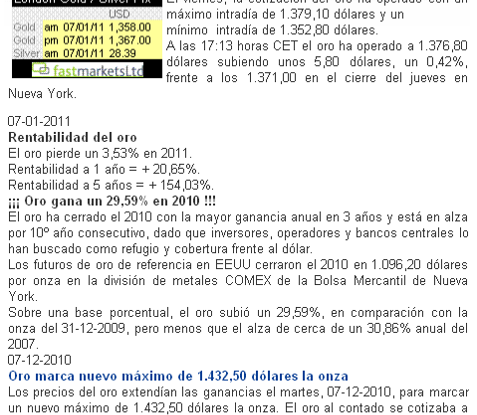 London Gold / Silver Fix
USD
Gold am 07/01/11 1,358.00
Gold pm 07/01/11 1,367.00
Silver am 07/01/11 28.39
fastmarketsLtd
El viernes, la cotización del oro ha operado con un
máximo intradía de 1.379,10 dólares y un
mínimo intradía de 1.352,80 dólares.
A las 17:13 horas CET el oro ha operado a 1.376,80
dólares subiendo unos 5,80 dólares, un 0,42%,
frente a los 1.371,00 en el cierre del jueves en
Nueva York.
07-01-2011
Rentabilidad del oro
El oro pierde un 3,53% en 2011.
Rentabilidad a 1 año = + 20,65%.
Rentabilidad a 5 años = + 154,03%.
¡¡¡ Oro gana un 29,59% en 2010 !!!
El oro ha cerrado el 2010 con la mayor ganancia anual en 3 años y está en alza
por 10º año consecutivo, dado que inversores, operadores y bancos centrales lo
han buscado como refugio y cobertura frente al dólar.
Los futuros de oro de referencia en EEUU cerraron el 2010 en 1.096,20 dólares
por onza en la división de metales COMEX de la Bolsa Mercantil de Nueva
York.
Sobre una base porcentual, el oro subió un 29,59%, en comparación con la
onza del 31-12-2009, pero menos que el alza de cerca de un 30,86% anual del
2007.
07-12-2010
Oro marca nuevo máximo de 1.432,50 dólares la onza
Los precios del oro extendían las ganancias el martes, 07-12-2010, para marcar
un nuevo máximo de 1.432,50 dólares la onza. El oro al contado se cotizaba a